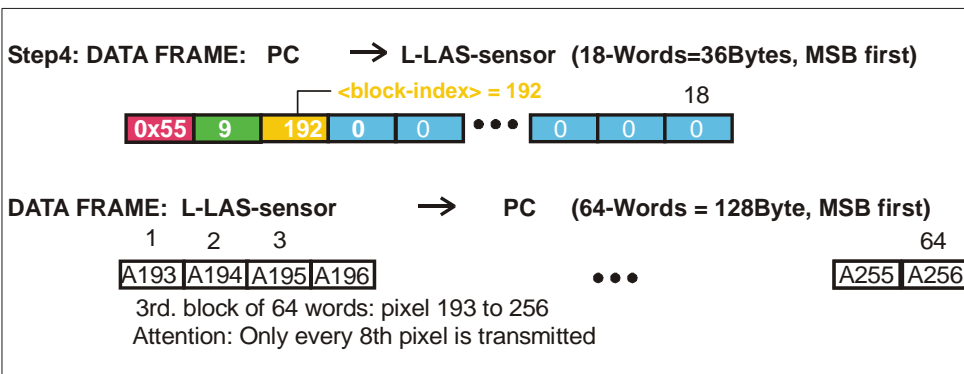 Step4: DATA FRAME: PC → L-LAS-sensor (18-Words=36Bytes, MSB first)
<block-index> = 192
18
0x55 9 192 0 0 ••• 0 0 0
DATA FRAME: L-LAS-sensor → PC (64-Words = 128Byte, MSB first)
1 2 3 64
A193 A194 A195 A196 ••• A255 A256
3rd. block of 64 words: pixel 193 to 256
Attention: Only every 8th pixel is transmitted